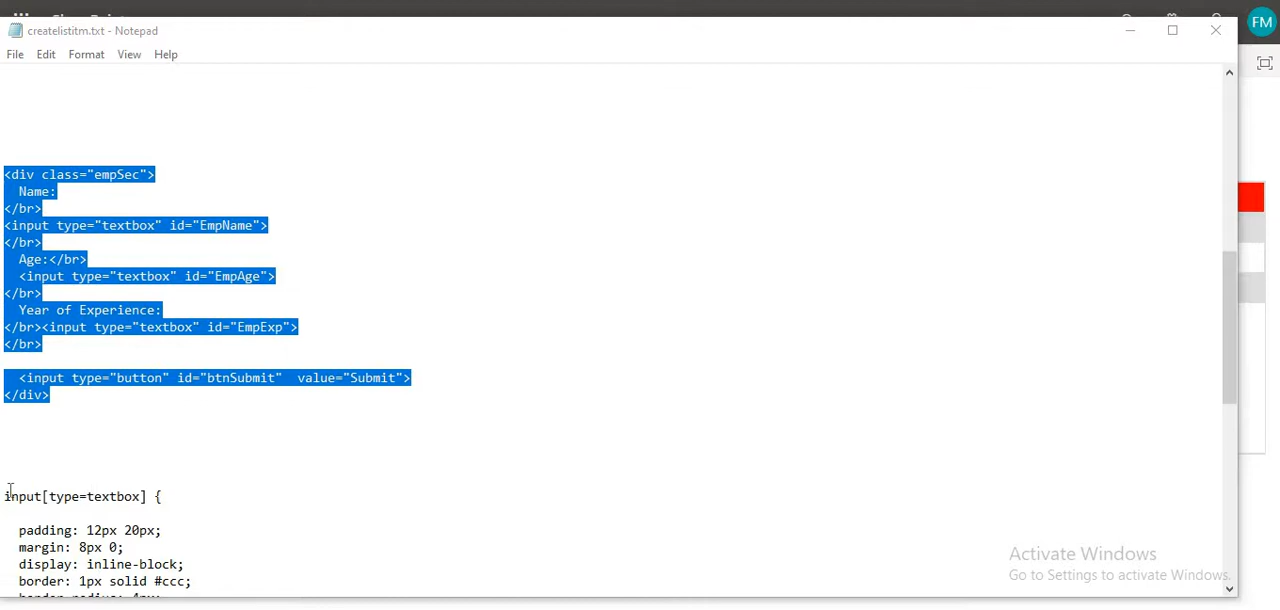 createlistitm.txt - Notepad
FM
File Edit Format View Help
<div class="empSec">
Name:
</br>
<input type="textbox" id="EmpName">
</br>
Age:</br>
<input type="textbox" id="EmpAge">
</br>
Year of Experience:
</br><input type="textbox" id="EmpExp">
</br>
<input type="button" id="btnSubmit"  value="Submit">
</div>
input[type=textbox] {
padding: 12px 20px;
margin: 8px 0;
display: inline-block;
border: 1px solid #ccc;
Activate Windows
Go to Settings to activate Windows.